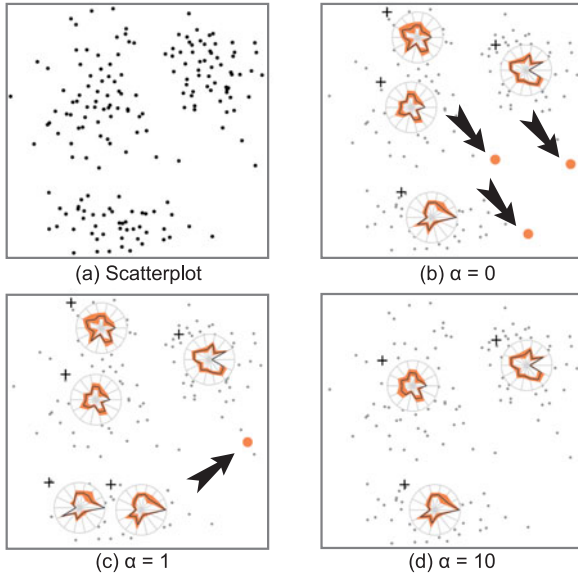 (a) Scatterplot
(b) α = 0
(c) α = 1
(d) α = 10